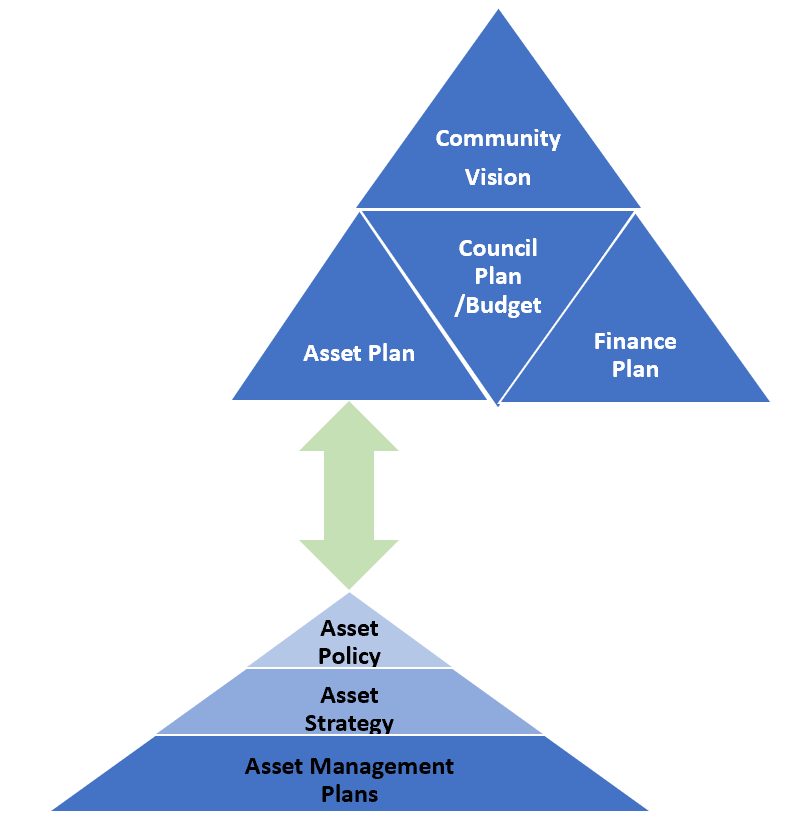 Community
Vision
Council
Plan
/Budget
Asset Plan
Finance
Plan
Asset
Policy
Asset
Strategy
Asset Management
Plans